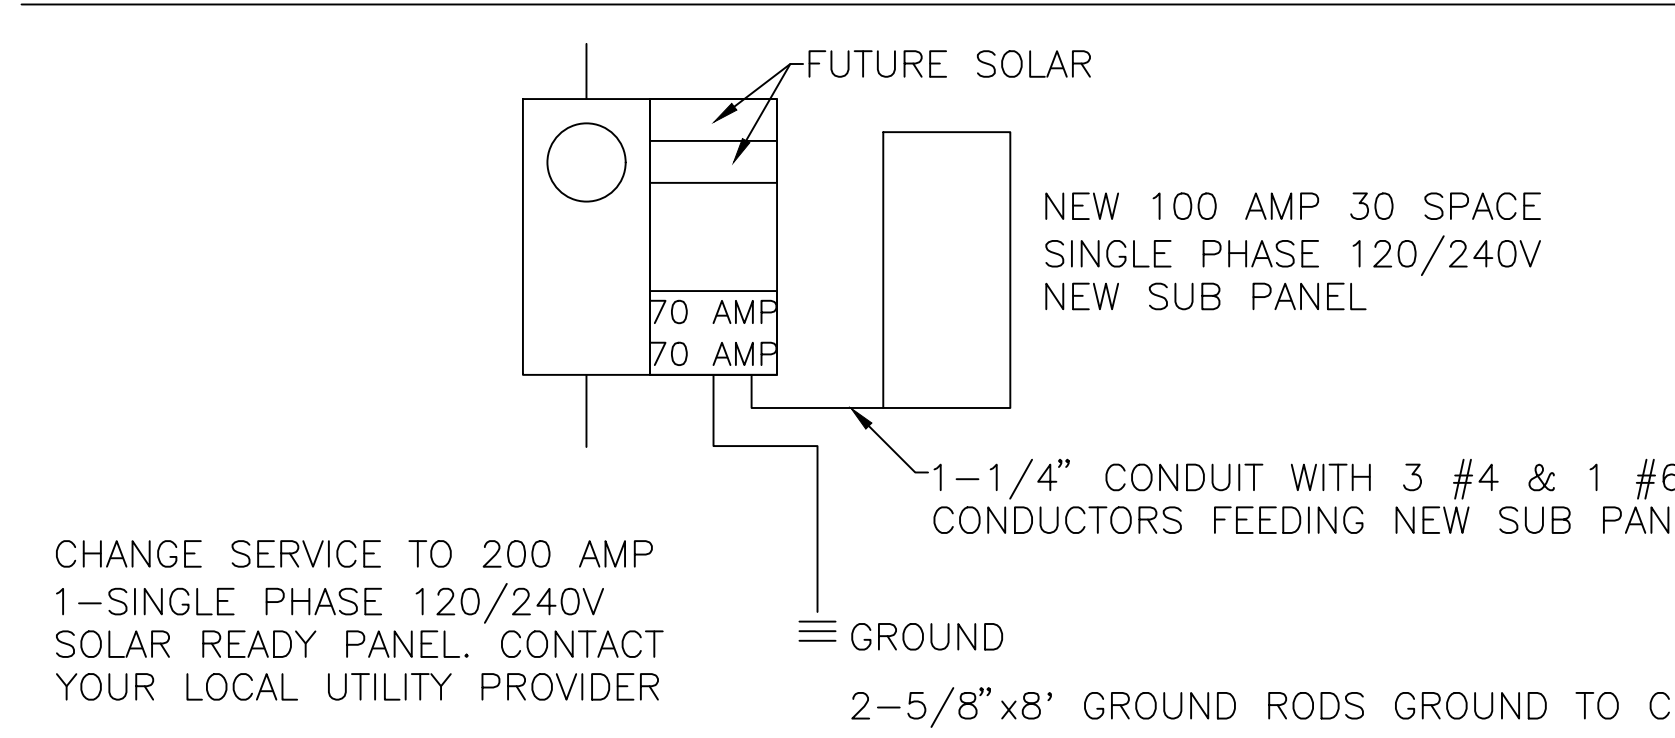 FUTURE SOLAR
NEW 100 AMP 30 SPACE
SINGLE PHASE 120/240V
NEW SUB PANEL
70 AMP
70 AMP
1-1/4" CONDUIT WITH 3 #4 & 1 #6
CONDUCTORS FEEDING NEW SUB PAN
CHANGE SERVICE TO 200 AMP
1-SINGLE PHASE 120/240V
SOLAR READY PANEL. CONTACT
YOUR LOCAL UTILITY PROVIDER
GROUND
2-5/8"x8' GROUND RODS GROUND TO C